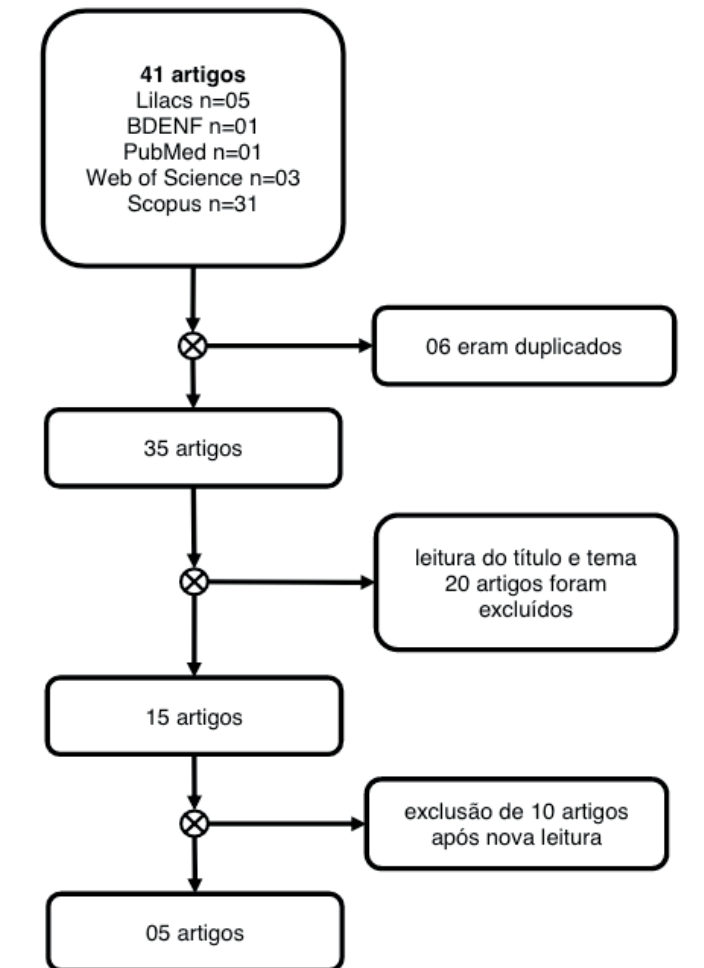 41 artigos
Lilacs n=05
BDENF n=01
PubMed n=01
Web of Science n=03
Scopus n=31
06 eram duplicados
35 artigos
leitura do título e tema
20 artigos foram
excluídos
15 artigos
exclusão de 10 artigos
após nova leitura
05 artigos